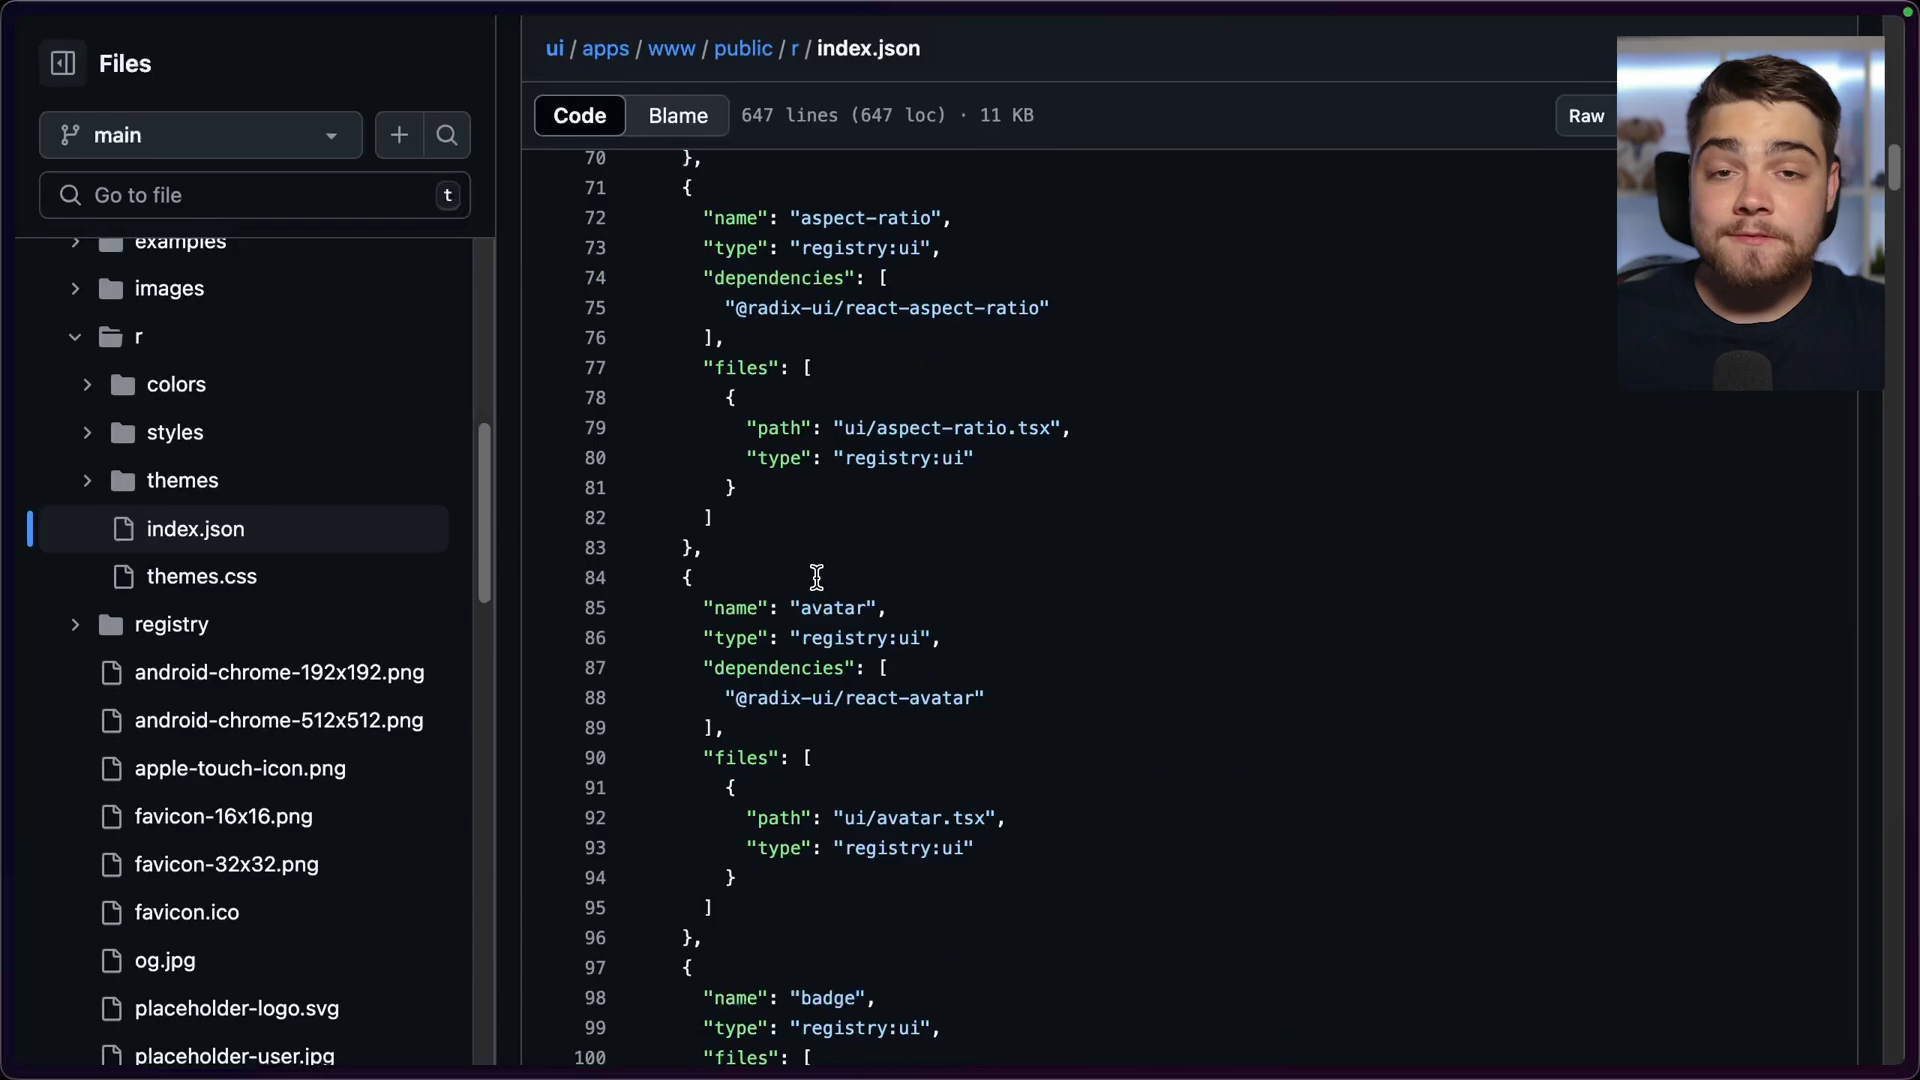 Files
main
Go to file
t
examples
images
r
colors
styles
themes
index.json
themes.css
registry
android-chrome-192x192.png
android-chrome-512x512.png
apple-touch-icon.png
favicon-16x16.png
favicon-32x32.png
favicon.ico
og.jpg
placeholder-logo.svg
placeholder-user.jpg
ui / apps / www / public / r / index.json
Code Blame 647 lines (647 loc) · 11 KB Raw
70 },
71 {
72 "name": "aspect-ratio",
73 "type": "registry:ui",
74 "dependencies": [
75 "@radix-ui/react-aspect-ratio"
76 ],
77 "files": [
78 {
79 "path": "ui/aspect-ratio.tsx",
80 "type": "registry:ui"
81 }
82 ]
83 },
84 {
85 "name": "avatar",
86 "type": "registry:ui",
87 "dependencies": [
88 "@radix-ui/react-avatar"
89 ],
90 "files": [
91 {
92 "path": "ui/avatar.tsx",
93 "type": "registry:ui"
94 }
95 ]
96 },
97 {
98 "name": "badge",
99 "type": "registry:ui",
100 "files": [